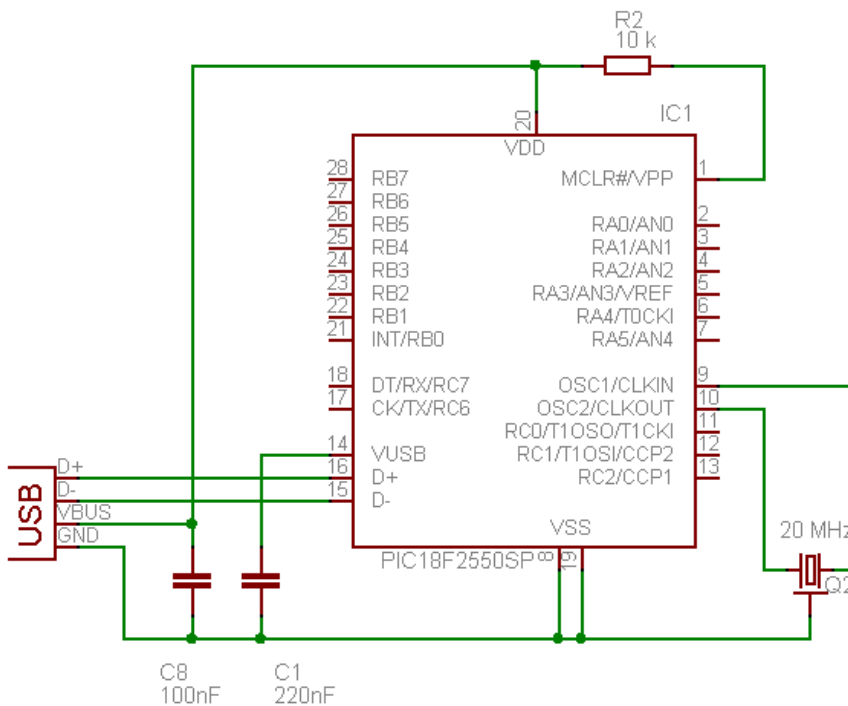 R2
10 k
IC1
20
VDD
28
RB7
MCLR#/VPP
1
27
RB6
26
RB5
RA0/AN0
2
25
RB4
RA1/AN1
3
24
RB3
RA2/AN2
4
23
RB2
RA3/AN3/VREF
5
22
RB1
RA4/T0CKI
6
21
INT/RB0
RA5/AN4
7
18
DT/RX/RC7
OSC1/CLKIN
9
17
CK/TX/RC6
OSC2/CLKOUT
10
RC0/T1OSO/T1CKI
11
14
VUSB
RC1/T1OSI/CCP2
12
16
D+
RC2/CCP1
13
15
D-
USB
D+
D-
VBUS
GND
VSS
PIC18F2550SP
8
19
20 MHz
Q2
C8
100nF
C1
220nF